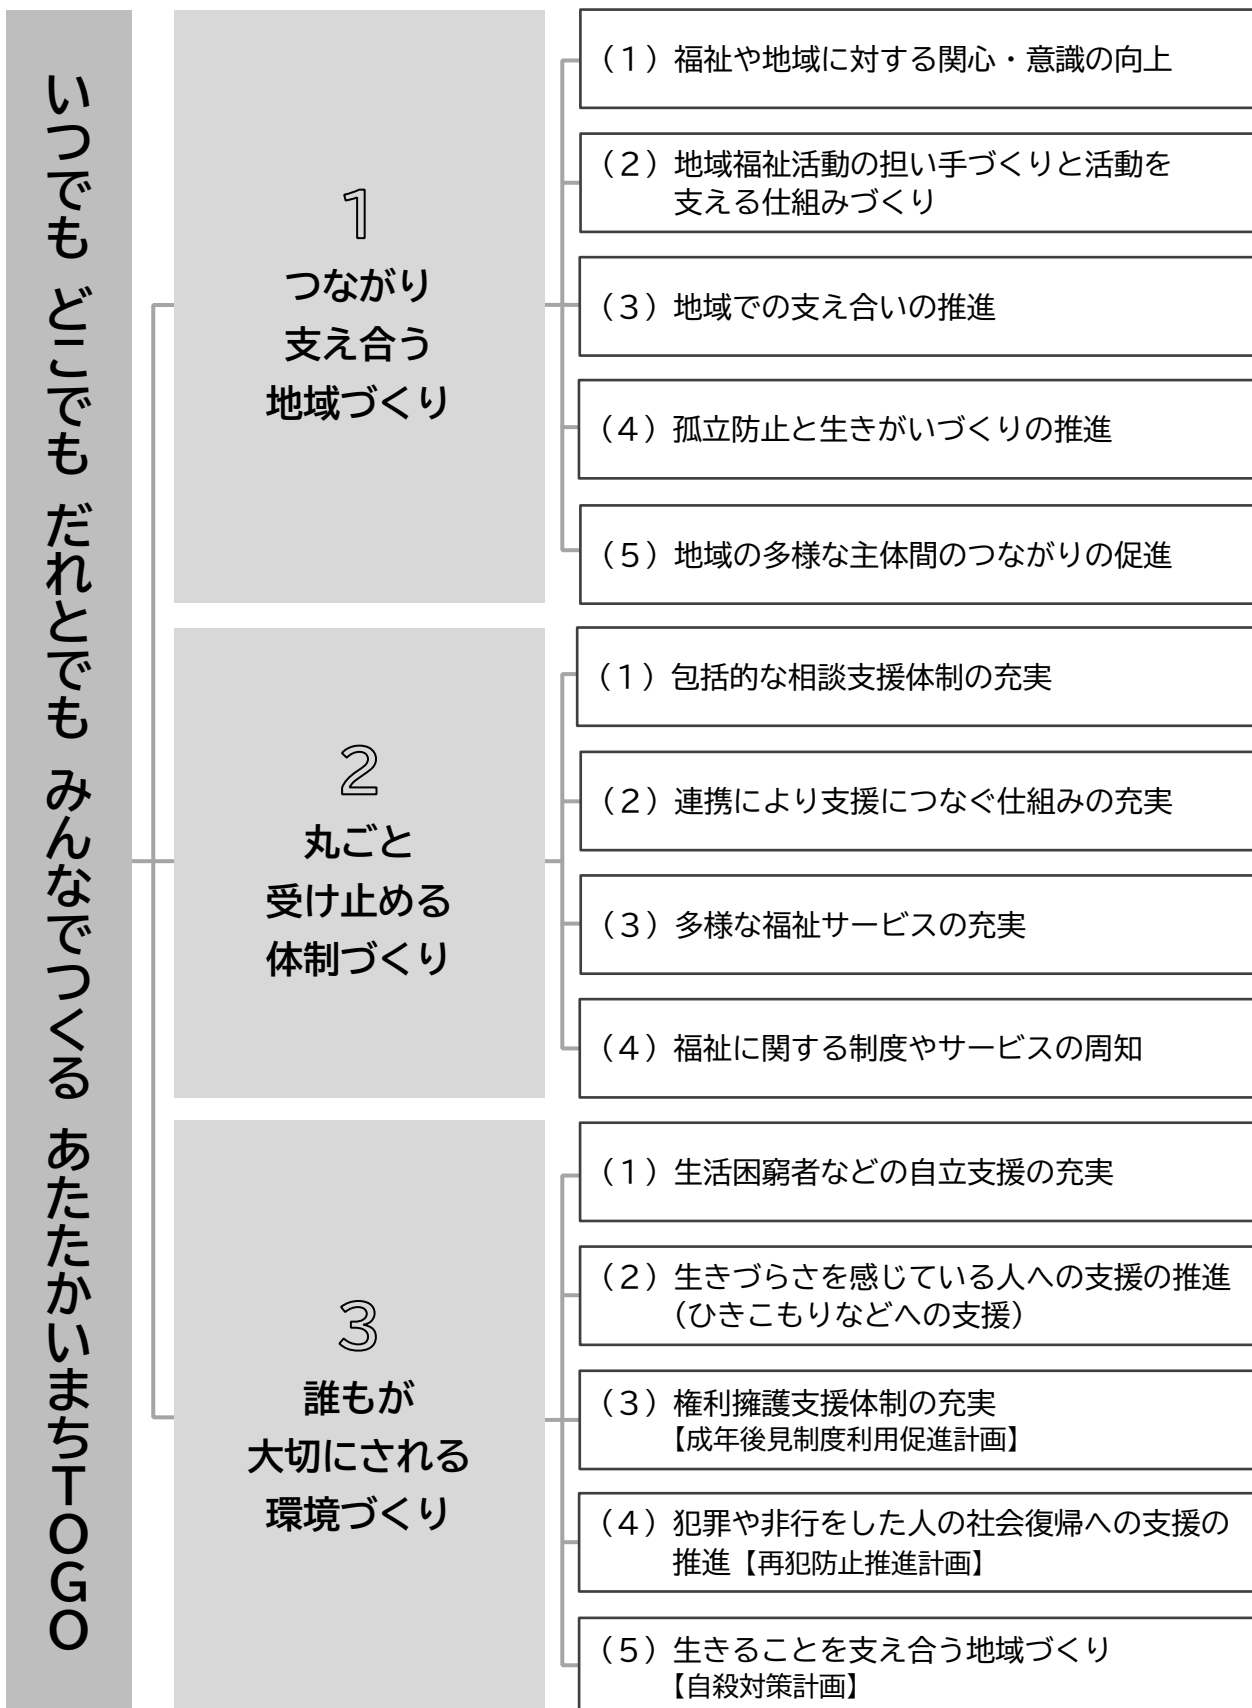 いつでも どこでも だれとでも みんなでつくる あたたかいまちTOGO
1
つながり
支え合う
地域づくり
（1）福祉や地域に対する関心・意識の向上
（2）地域福祉活動の担い手づくりと活動を
支える仕組みづくり
（3）地域での支え合いの推進
（4）孤立防止と生きがいづくりの推進
（5）地域の多様な主体間のつながりの促進
2
丸ごと
受け止める
体制づくり
（1）包括的な相談支援体制の充実
（2）連携により支援につなぐ仕組みの充実
（3）多様な福祉サービスの充実
（4）福祉に関する制度やサービスの周知
3
誰もが
大切にされる
環境づくり
（1）生活困窮者などの自立支援の充実
（2）生きづらさを感じている人への支援の推進
（ひきこもりなどへの支援）
（3）権利擁護支援体制の充実
【成年後見制度利用促進計画】
（4）犯罪や非行をした人の社会復帰への支援の
推進【再犯防止推進計画】
（5）生きることを支え合う地域づくり
【自殺対策計画】